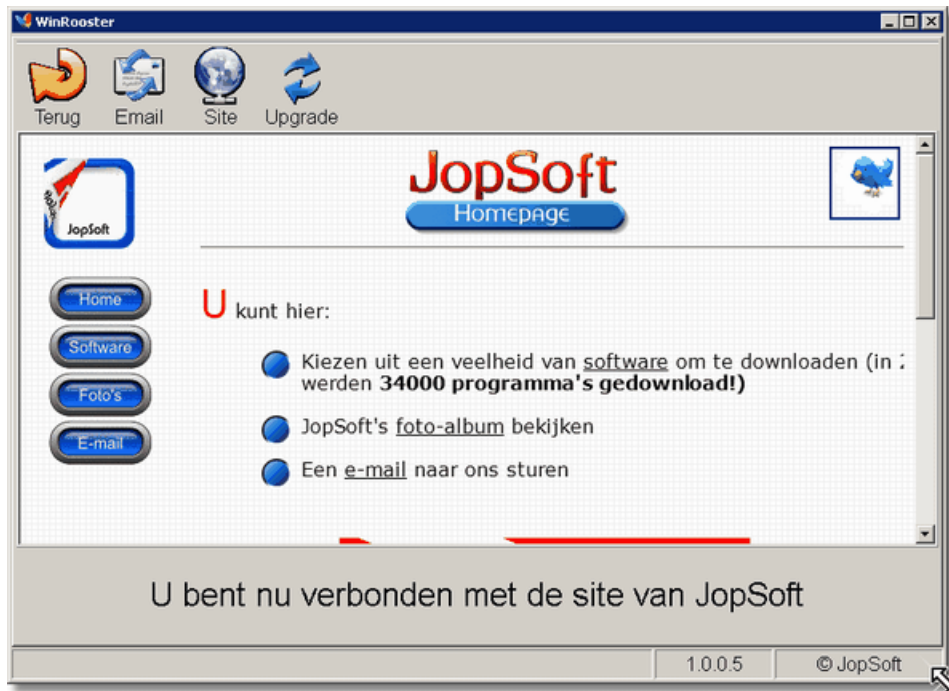 WinRooster
Terug Email Site Upgrade
JopSoft
JopSoft
Homepage
Home
Software
Foto's
E-mail
U kunt hier:
Kiezen uit een veelheid van software om te downloaden (in
werden 34000 programma's gedownload!)
JopSoft's foto-album bekijken
Een e-mail naar ons sturen
U bent nu verbonden met de site van JopSoft
1.0.0.5 © JopSoft